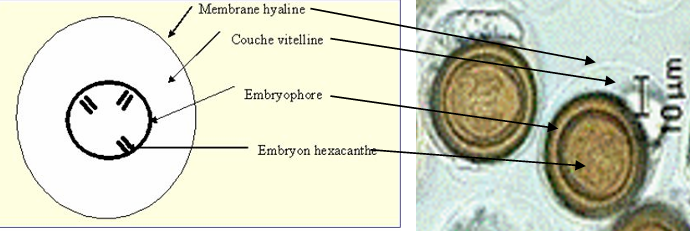 Membrane hyaline
Couche vitelline
Embryophore
Embryon hexacanthe
10 µm